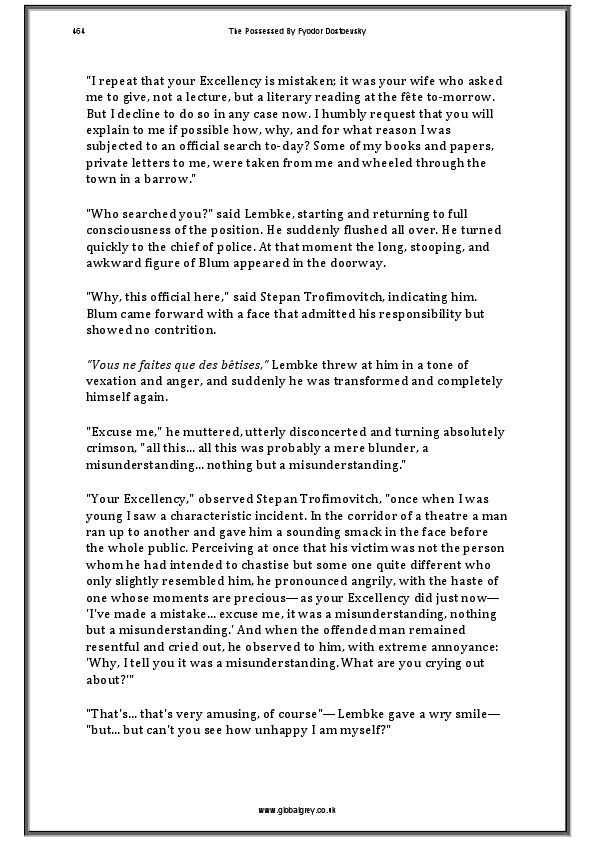 464
The Possessed By Fyodor Dostoevsky
"I repeat that your Excellency is mistaken; it was your wife who asked
me to give, not a lecture, but a literary reading at the fête to-morrow.
But I decline to do so in any case now. I humbly request that you will
explain to me if possible how, why, and for what reason I was
subjected to an official search to-day? Some of my books and papers,
private letters to me, were taken from me and wheeled through the
town in a barrow."
"Who searched you?" said Lembke, starting and returning to full
consciousness of the position. He suddenly flushed all over. He turned
quickly to the chief of police. At that moment the long, stooping, and
awkward figure of Blum appeared in the doorway.
"Why, this official here," said Stepan Trofimovitch, indicating him.
Blum came forward with a face that admitted his responsibility but
showed no contrition.
"Vous ne faites que des bêtises," Lembke threw at him in a tone of
vexation and anger, and suddenly he was transformed and completely
himself again.
"Excuse me," he muttered, utterly disconcerted and turning absolutely
crimson, "all this... all this was probably a mere blunder, a
misunderstanding... nothing but a misunderstanding."
"Your Excellency," observed Stepan Trofimovitch, "once when I was
young I saw a characteristic incident. In the corridor of a theatre a man
ran up to another and gave him a sounding smack in the face before
the whole public. Perceiving at once that his victim was not the person
whom he had intended to chastise but some one quite different who
only slightly resembled him, he pronounced angrily, with the haste of
one whose moments are precious—as your Excellency did just now—
'I've made a mistake... excuse me, it was a misunderstanding, nothing
but a misunderstanding.' And when the offended man remained
resentful and cried out, he observed to him, with extreme annoyance:
'Why, I tell you it was a misunderstanding. What are you crying out
about?'"
"That's... that's very amusing, of course"—Lembke gave a wry smile—
"but... but can't you see how unhappy I am myself?"
www.globalgrey.co.uk